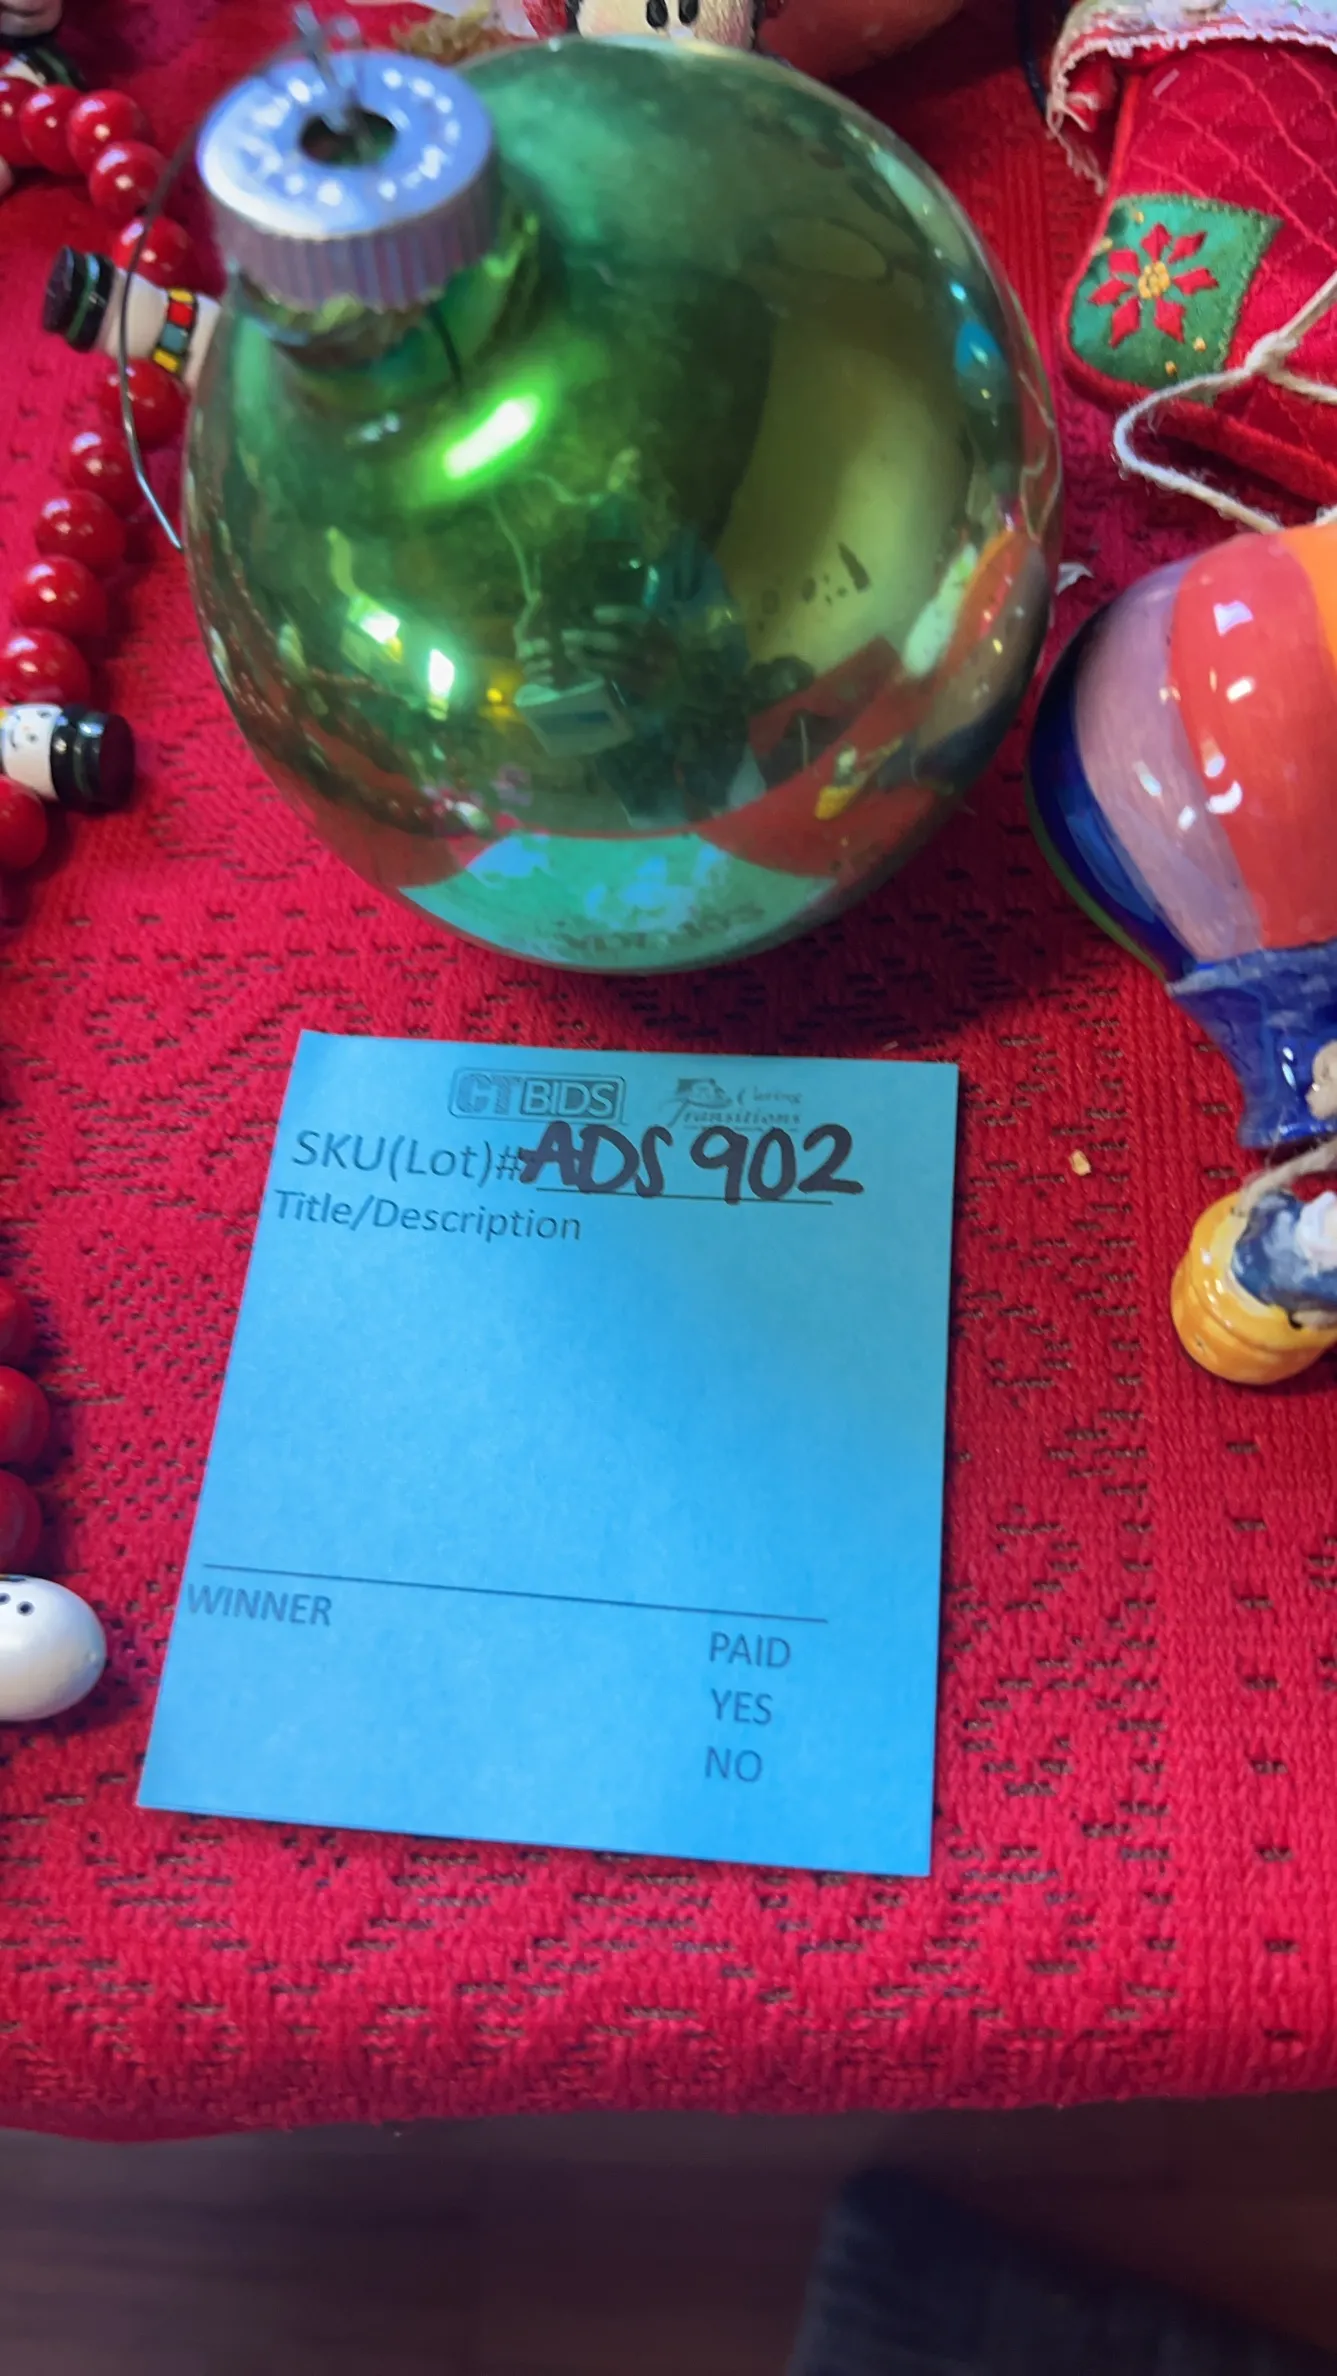 CTBIDS Caring Transitions
SKU(Lot)# ADS 902
Title/Description
WINNER
PAID
YES
NO